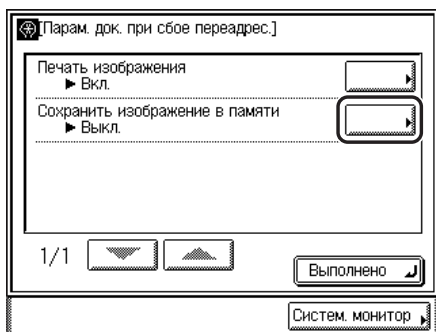 [Парам. док. при сбое переадрес.]
Печать изображения
► Вкл.
Сохранить изображение в памяти
► Выкл.
1/1
Выполнено
Систем. монитор